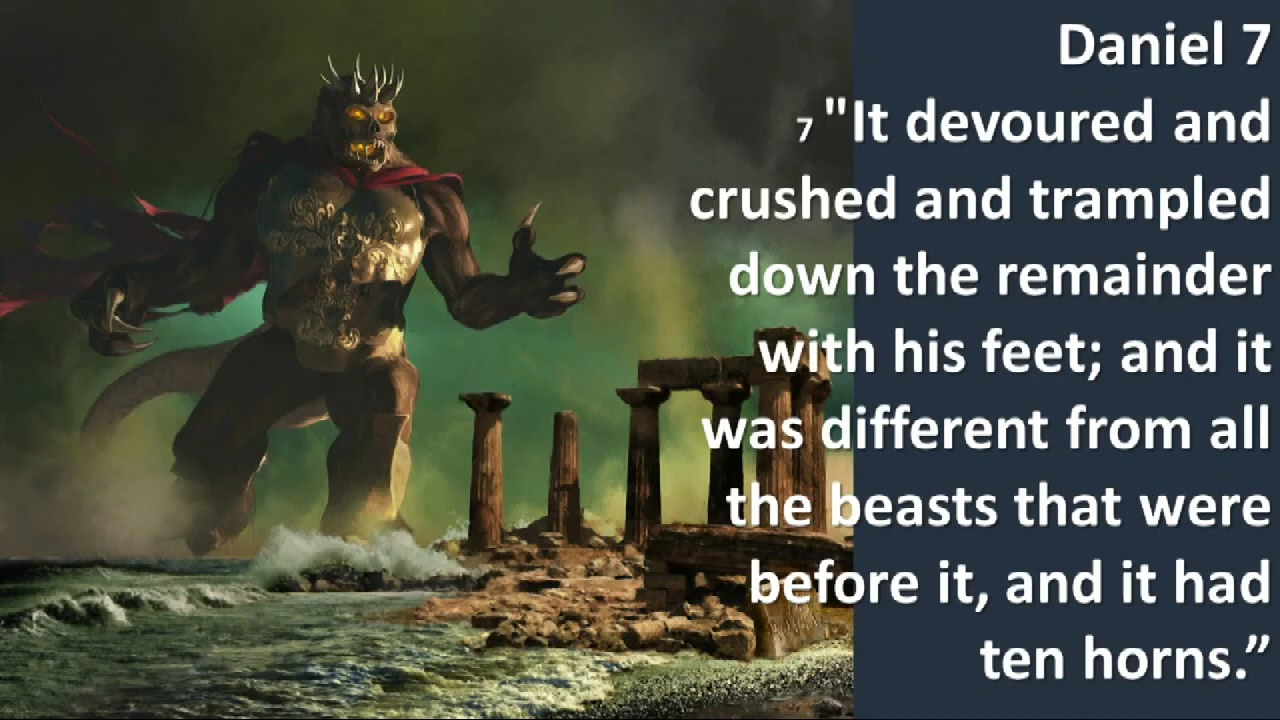 Daniel 7
7 "It devoured and
crushed and trampled
down the remainder
with his feet; and it
was different from all
the beasts that were
before it, and it had
ten horns.”